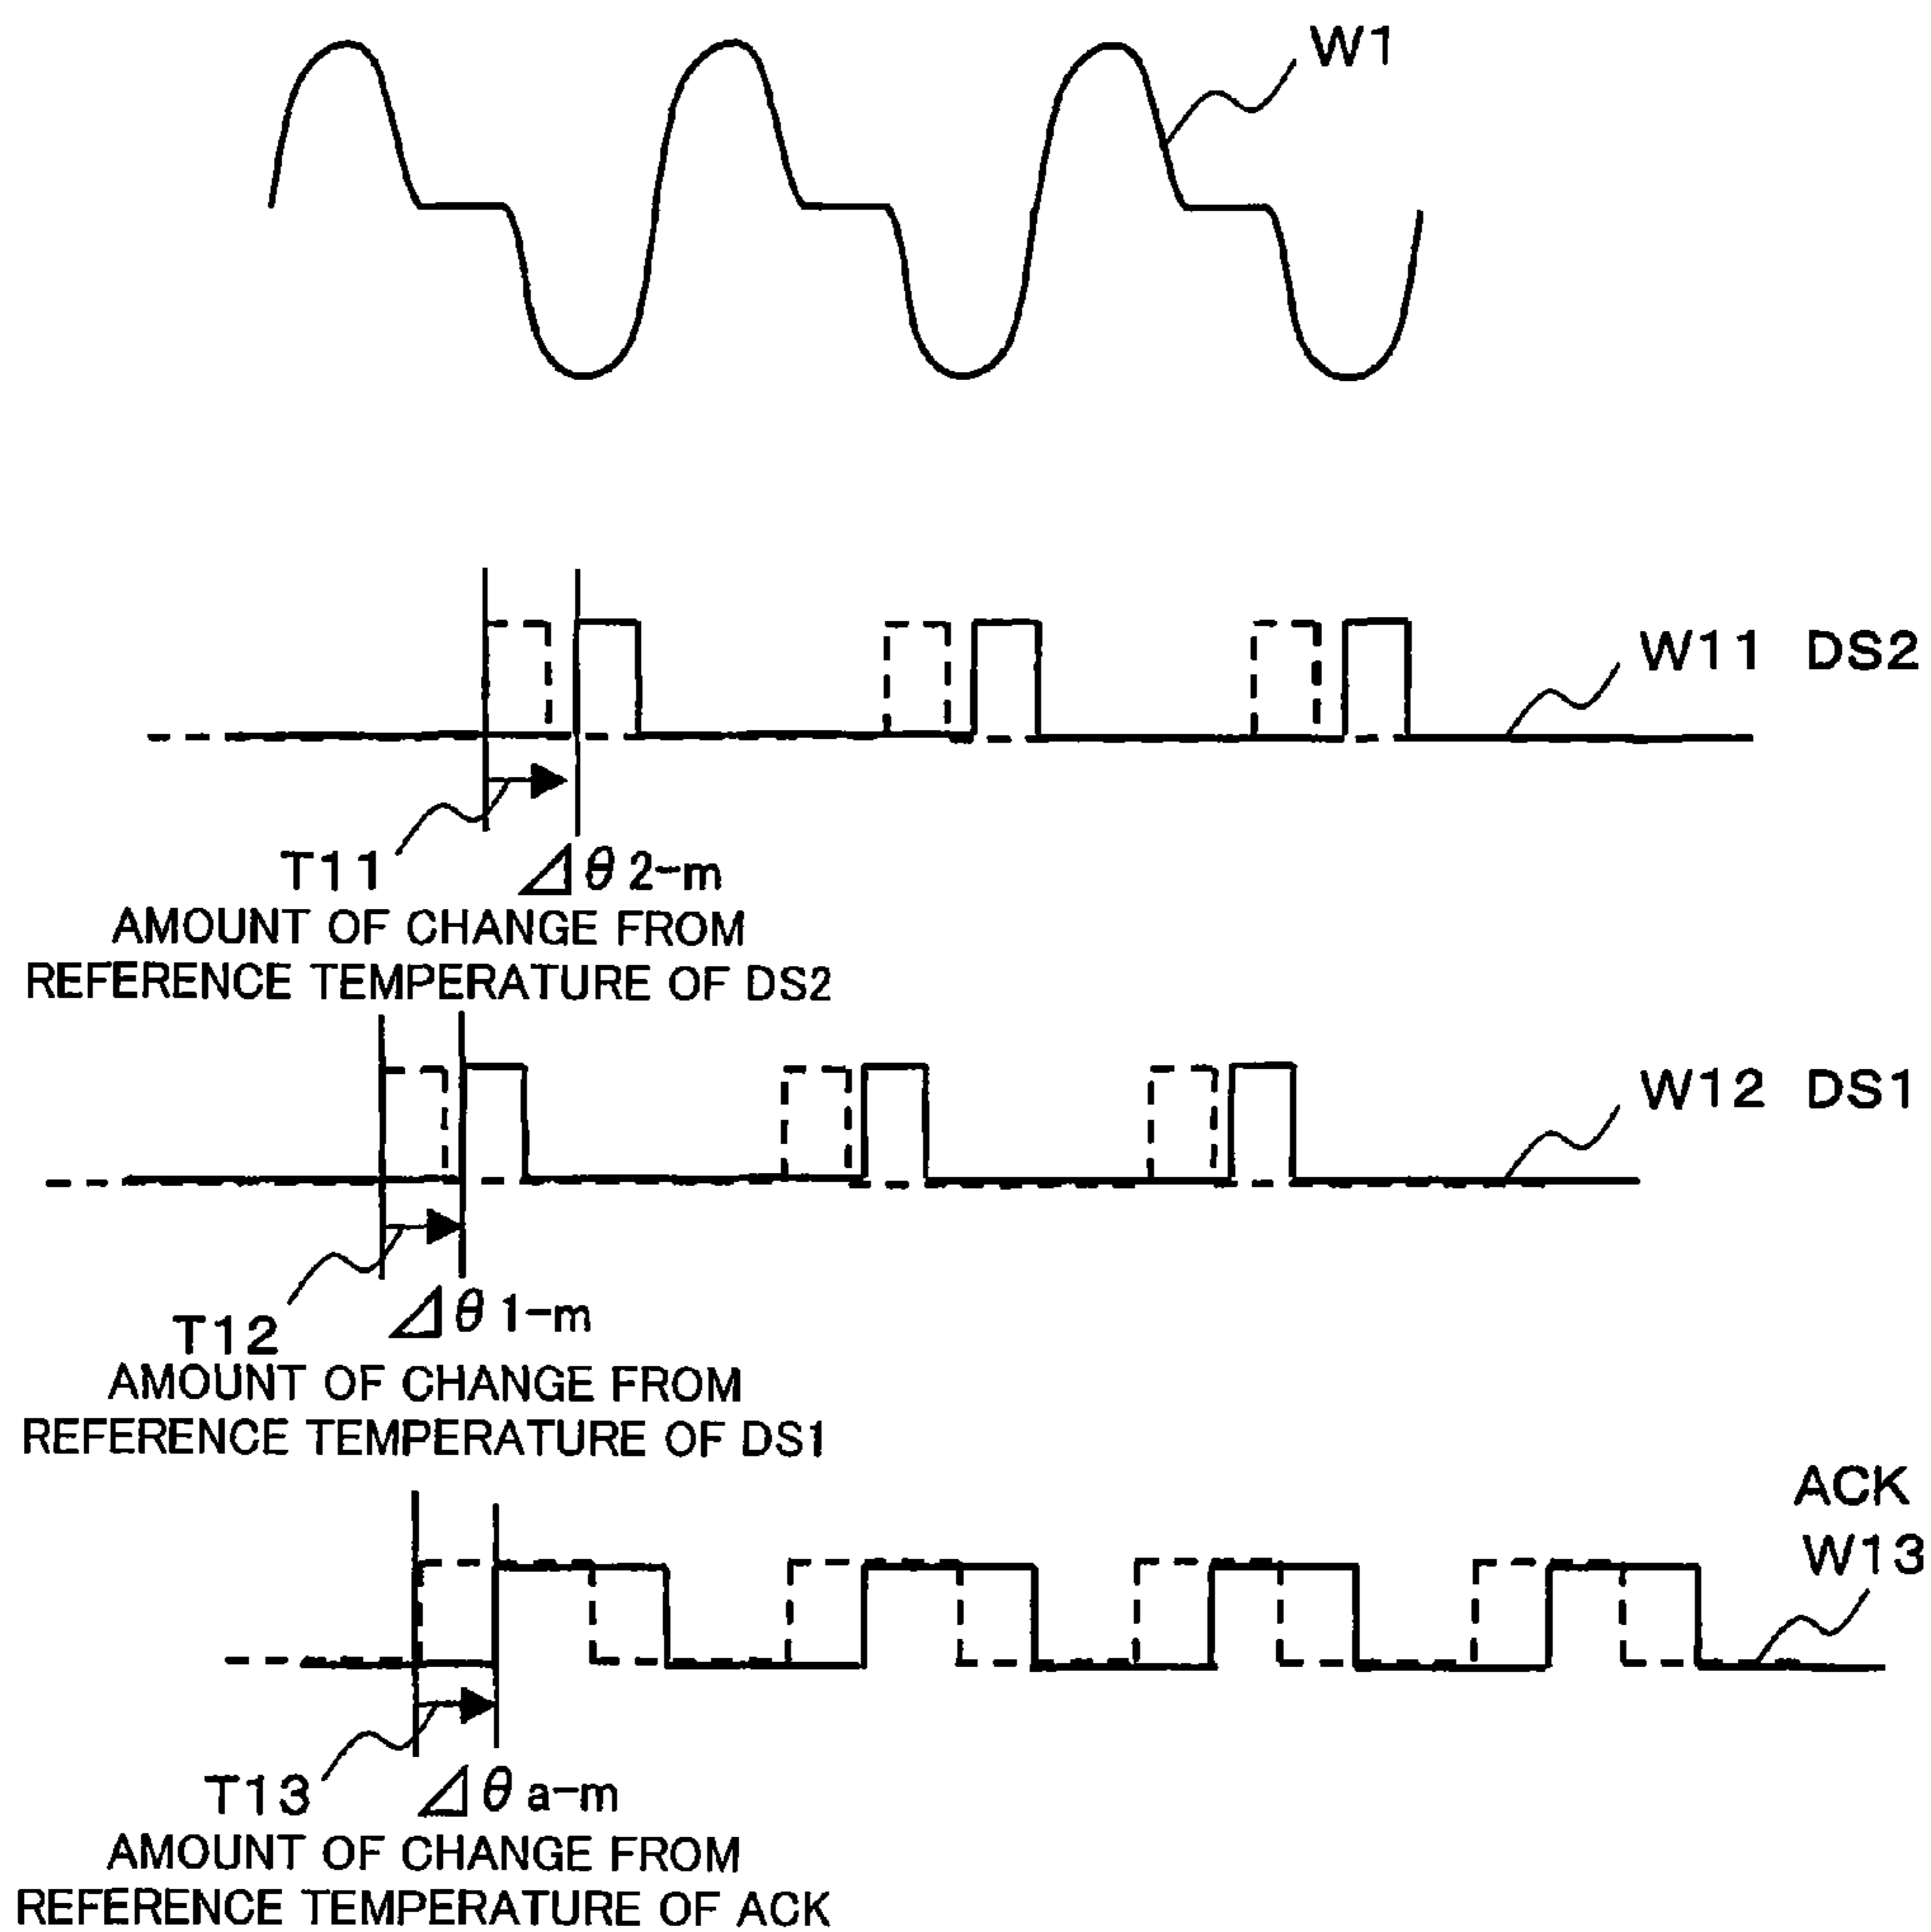 W1
W11 DS2
T11
⊿θ2-m
AMOUNT OF CHANGE FROM
REFERENCE TEMPERATURE OF DS2
W12 DS1
T12
⊿θ1-m
AMOUNT OF CHANGE FROM
REFERENCE TEMPERATURE OF DS1
ACK
W13
T13
⊿θa-m
AMOUNT OF CHANGE FROM
REFERENCE TEMPERATURE OF ACK